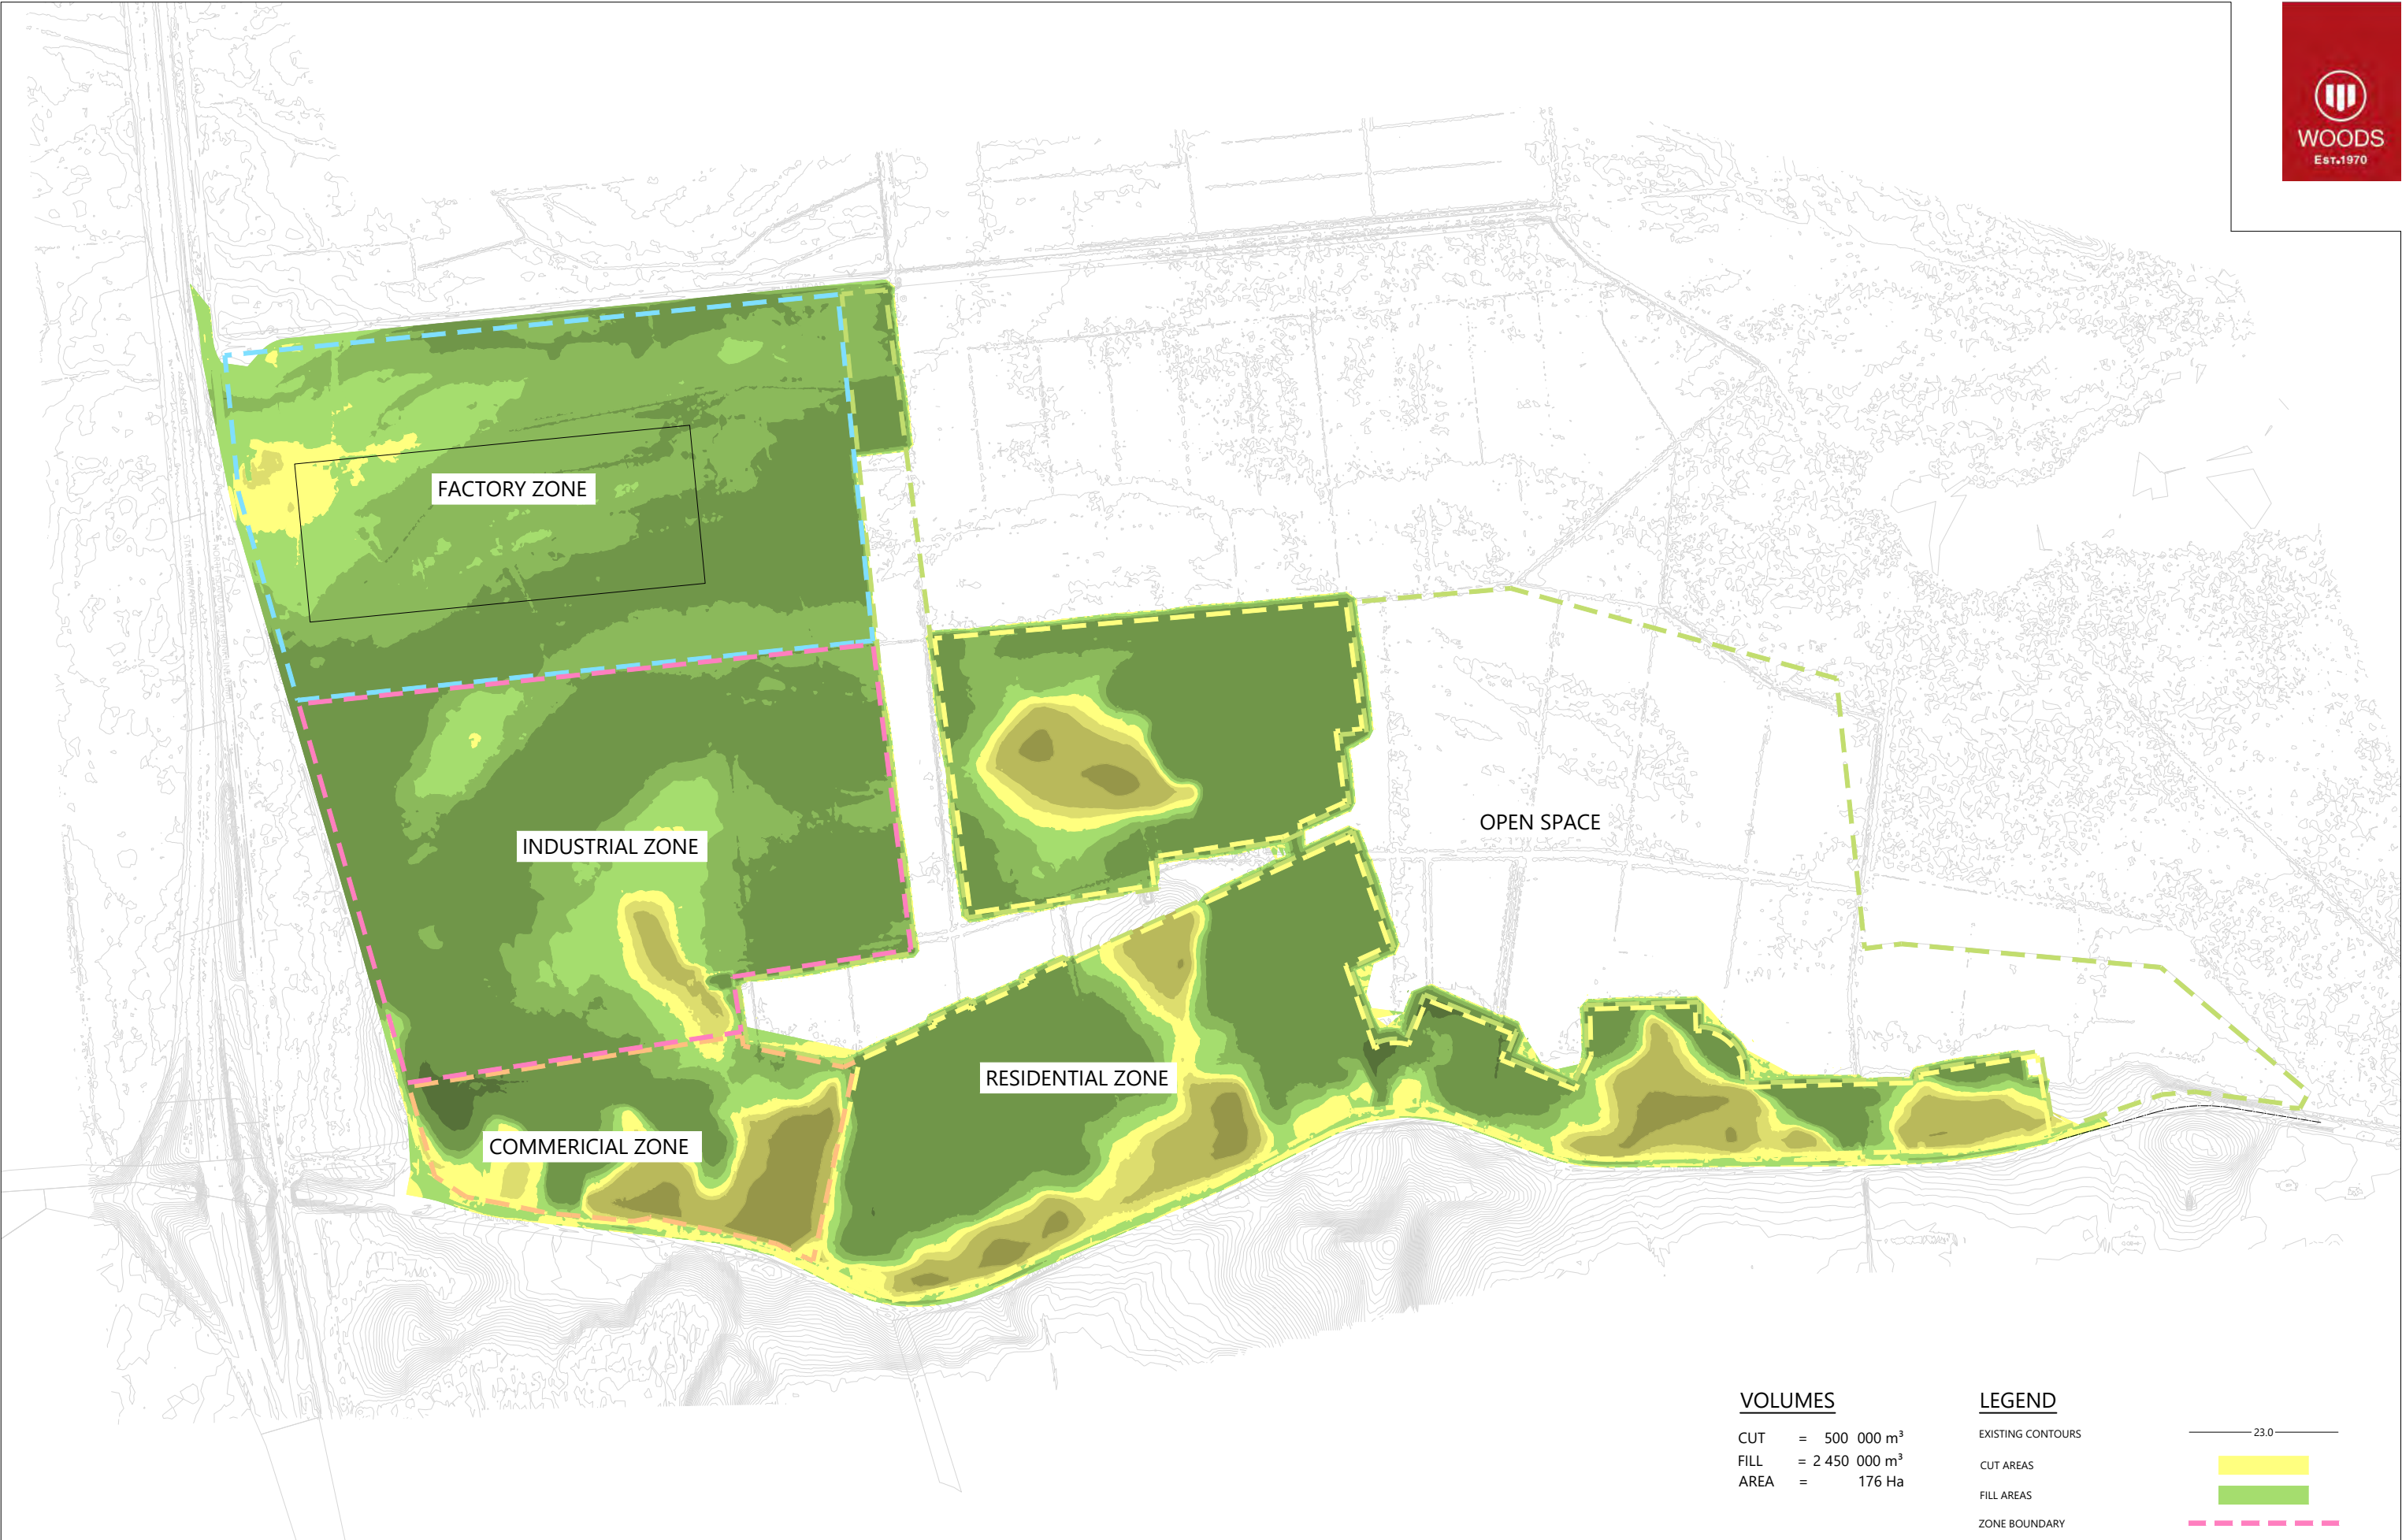 WOODS
EST.1970
FACTORY ZONE
INDUSTRIAL ZONE
OPEN SPACE
RESIDENTIAL ZONE
COMMERICIAL ZONE
VOLUMES
CUT = 500 000 m³
FILL = 2 450 000 m³
AREA = 176 Ha
LEGEND
EXISTING CONTOURS 23.0
CUT AREAS
FILL AREAS
ZONE BOUNDARY